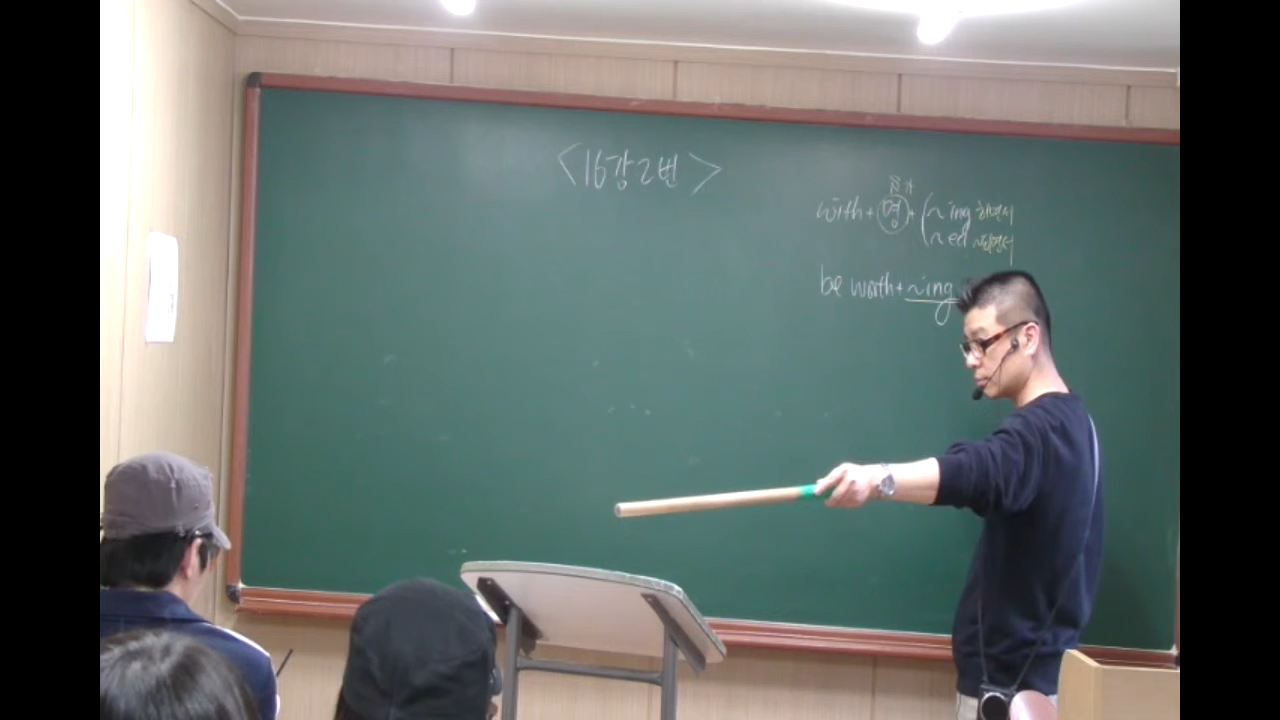 <16강 2번>
with + 명 + ( ~ing 하면서
~ed ~되면서
be worth + ~ing